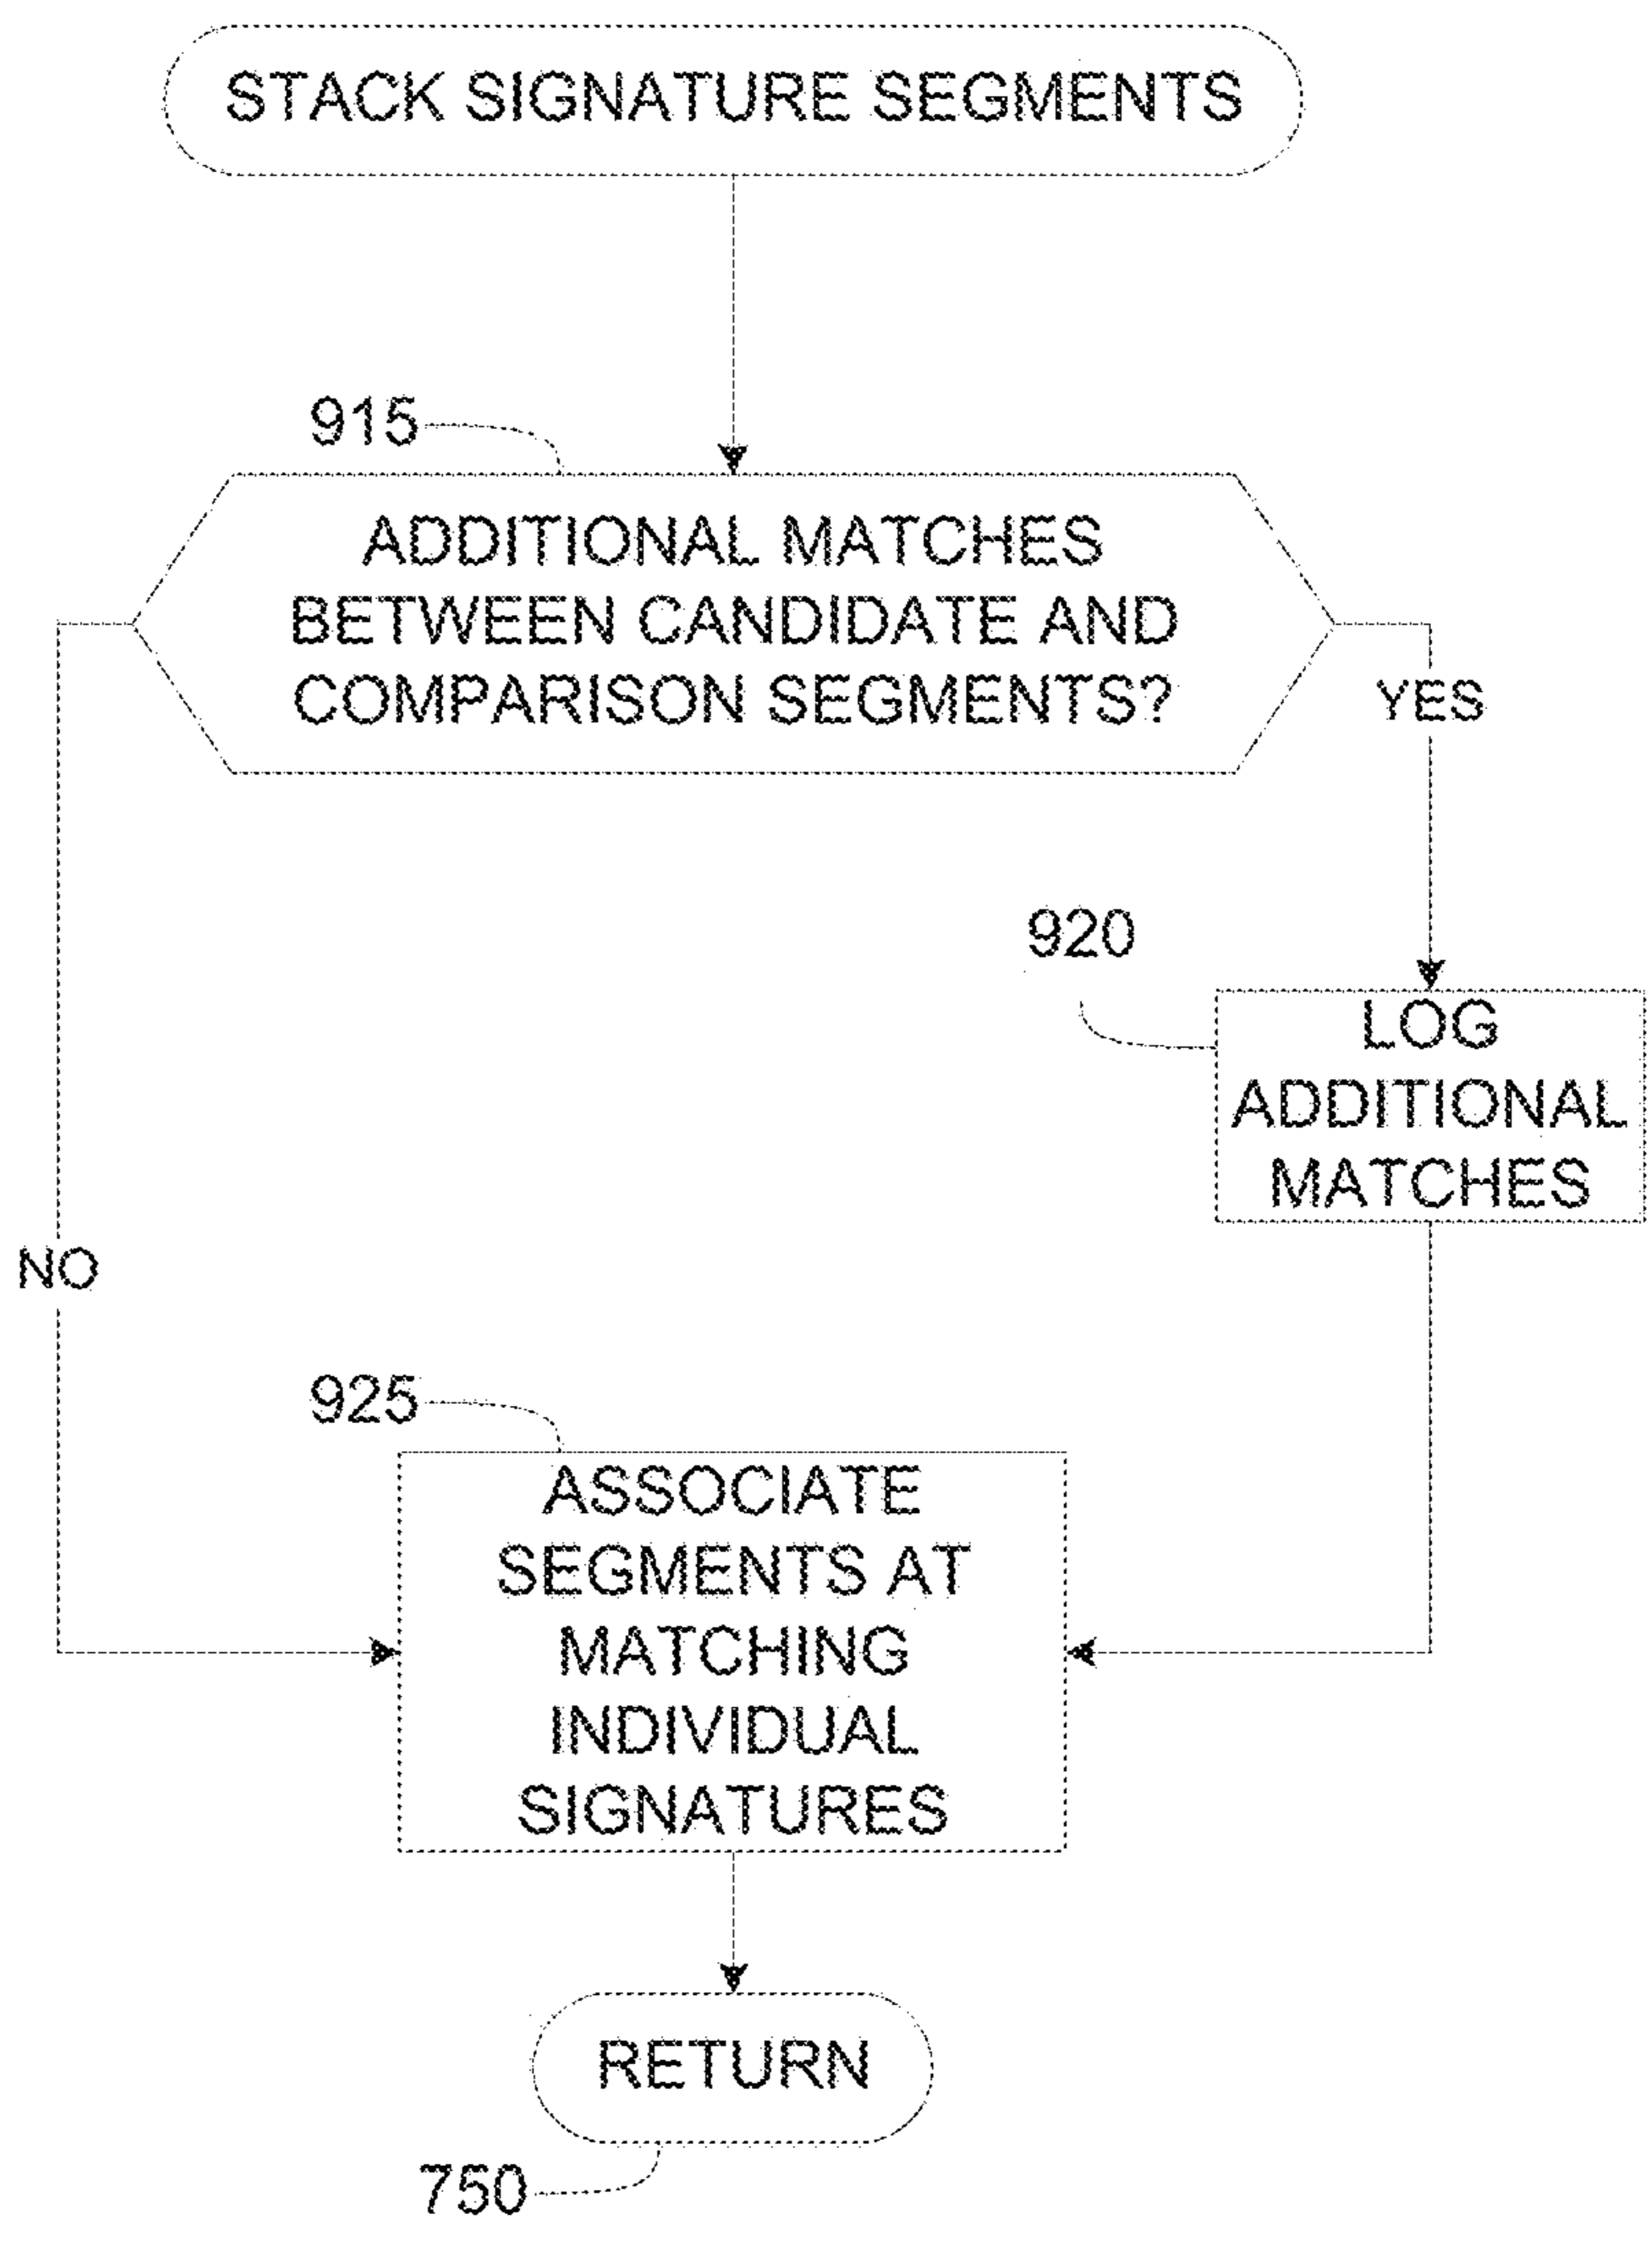 STACK SIGNATURE SEGMENTS
915
ADDITIONAL MATCHES
BETWEEN CANDIDATE AND
COMPARISON SEGMENTS?
YES
920
LOG
ADDITIONAL
MATCHES
NO
925
ASSOCIATE
SEGMENTS AT
MATCHING
INDIVIDUAL
SIGNATURES
RETURN
750